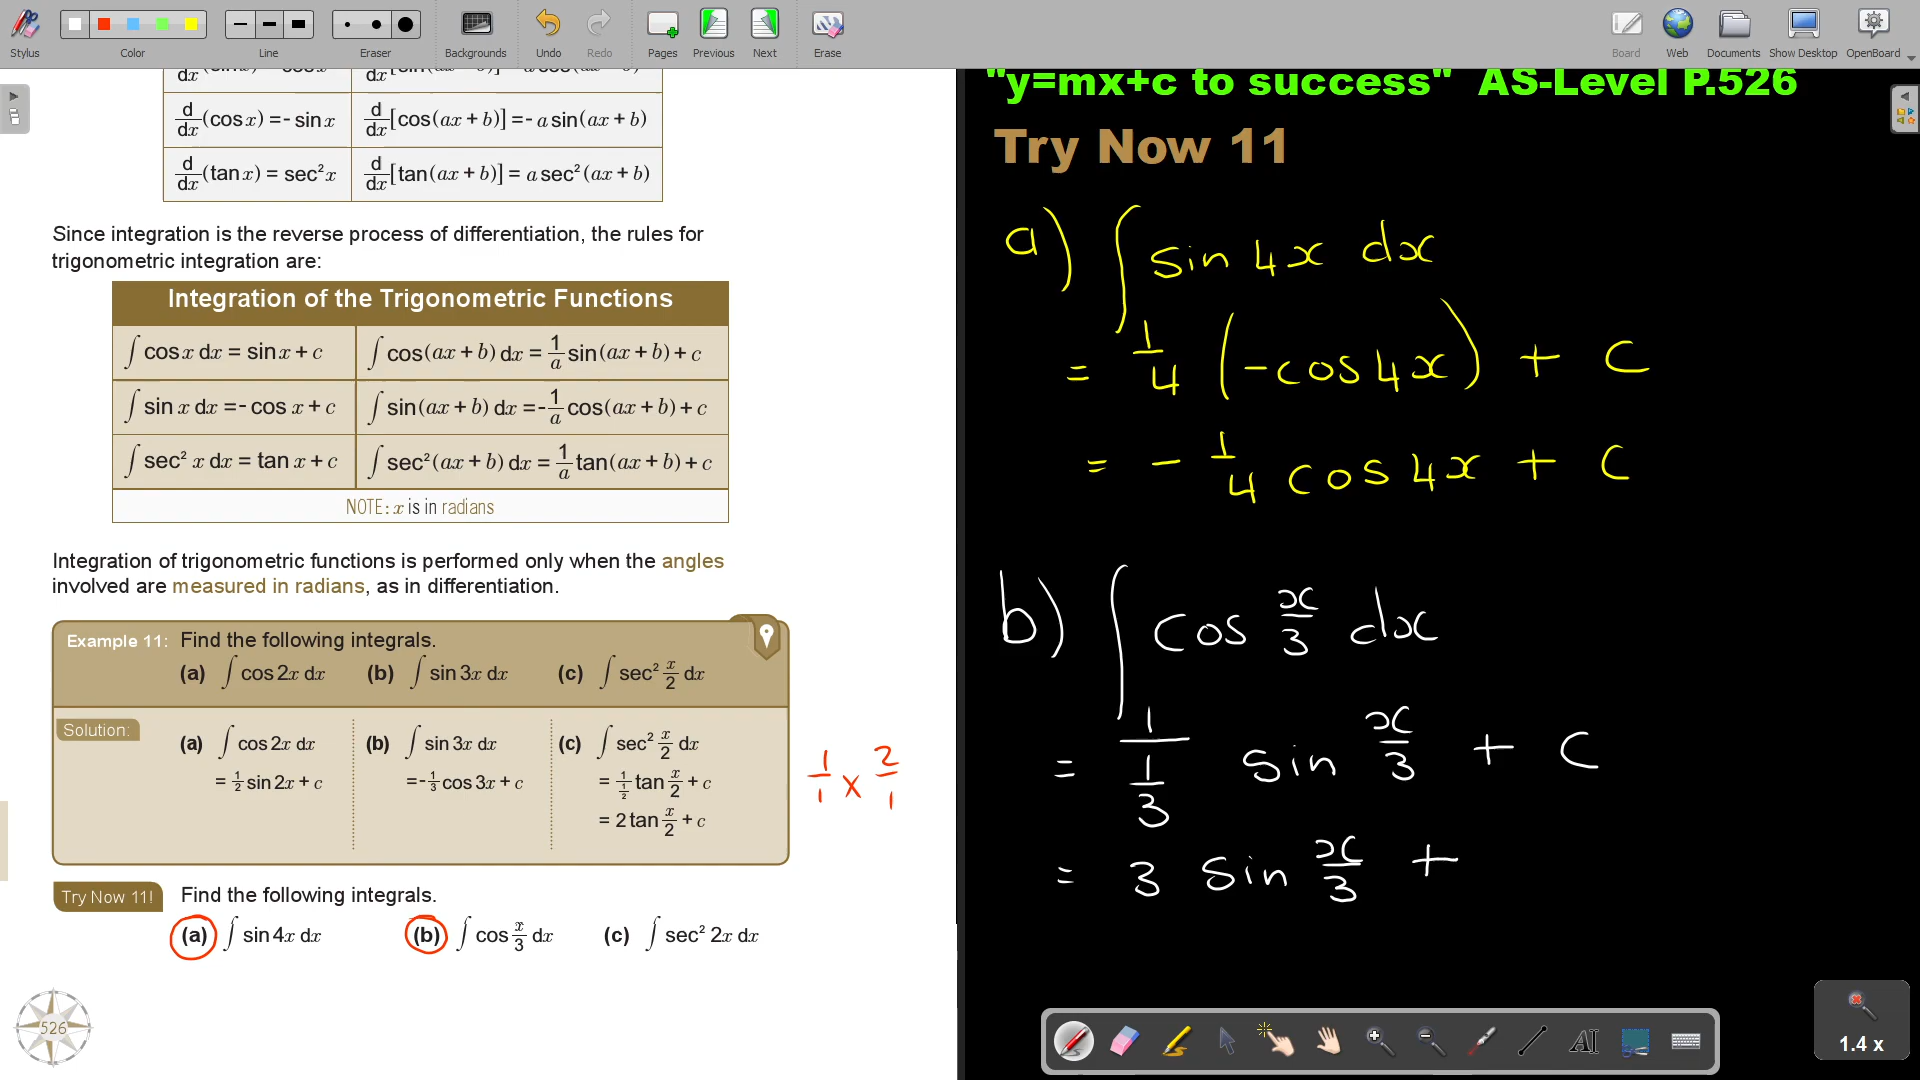 Stylus Color Line Eraser Backgrounds Undo Redo Pages Previous Next Erase Board Web Documents Show Desktop OpenBoard
d/dx (cos x) = - sin x d/dx [cos(ax + b)] = - a sin(ax + b)
d/dx (tan x) = sec² x d/dx [tan(ax + b)] = a sec² (ax + b)
Since integration is the reverse process of differentiation, the rules for
trigonometric integration are:
Integration of the Trigonometric Functions
∫ cos x dx = sin x + c ∫ cos(ax + b) dx = 1/a sin(ax + b) + c
∫ sin x dx = - cos x + c ∫ sin(ax + b) dx = - 1/a cos(ax + b) + c
∫ sec² x dx = tan x + c ∫ sec² (ax + b) dx = 1/a tan(ax + b) + c
NOTE: x is in radians
Integration of trigonometric functions is performed only when the angles
involved are measured in radians, as in differentiation.
Example 11: Find the following integrals.
(a) ∫ cos 2x dx (b) ∫ sin 3x dx (c) ∫ sec² x/2 dx
Solution:
(a) ∫ cos 2x dx (b) ∫ sin 3x dx (c) ∫ sec² x/2 dx
= 1/2 sin 2x + c = - 1/3 cos 3x + c = 1/(1/2) tan x/2 + c
= 2 tan x/2 + c
1/1 x 2/1
Try Now 11! Find the following integrals.
(a) ∫ sin 4x dx (b) ∫ cos x/3 dx (c) ∫ sec² 2x dx
526
"y=mx+c to success" AS-Level P.526
Try Now 11
a) ∫ sin 4x dx
= 1/4 (-cos 4x) + c
= - 1/4 cos 4x + c
b) ∫ cos x/3 dx
= 1/(1/3) sin x/3 + c
= 3 sin x/3 +
1.4 x